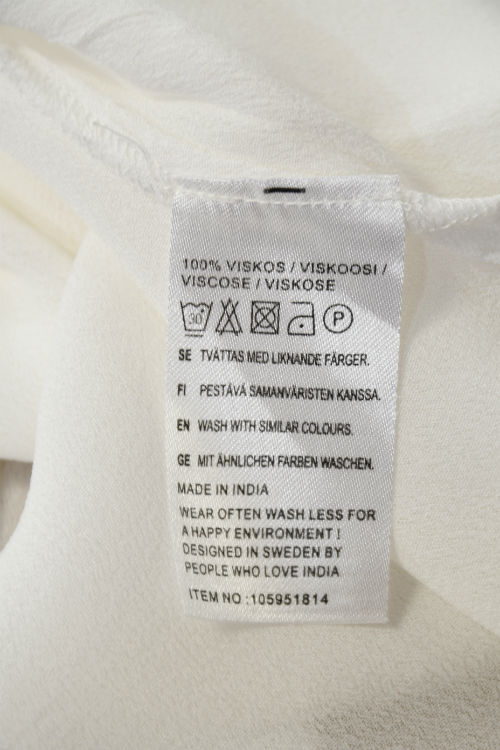 100% VISKOS / VISKOOSI /
VISCOSE / VISKOSE
30° P
SE TVÄTTAS MED LIKNANDE FÄRGER.
FI PESTÄVÄ SAMANVÄRISTEN KANSSA.
EN WASH WITH SIMILAR COLOURS.
GE MIT ÄHNLICHEN FARBEN WASCHEN.
MADE IN INDIA
WEAR OFTEN WASH LESS FOR
A HAPPY ENVIRONMENT !
DESIGNED IN SWEDEN BY
PEOPLE WHO LOVE INDIA
ITEM NO :105951814